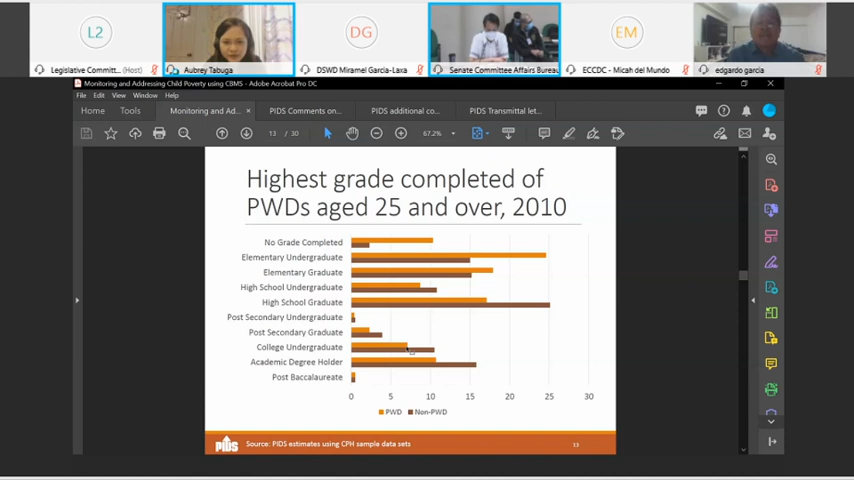 L2
DG
EM
Legislative Committ... (Host)
Aubrey Tabuga
DSWD Miramel Garcia-Laxa
Senate Committee Affairs Bureau
ECCDC - Micah del Mundo
edgardo garcia
Monitoring and Addressing Child Poverty using CBMS - Adobe Acrobat Pro DC
File Edit View Window Help
Home
Tools
Monitoring and Ad...
PIDS Comments on...
PIDS additional co...
PIDS Transmittal let...
13 / 30
67.2%
Highest grade completed of
PWDs aged 25 and over, 2010
No Grade Completed
Elementary Undergraduate
Elementary Graduate
High School Undergraduate
High School Graduate
Post Secondary Undergraduate
Post Secondary Graduate
College Undergraduate
Academic Degree Holder
Post Baccalaureate
0 5 10 15 20 25 30
PWD Non-PWD
PIDS
Source: PIDS estimates using CPH sample data sets
13